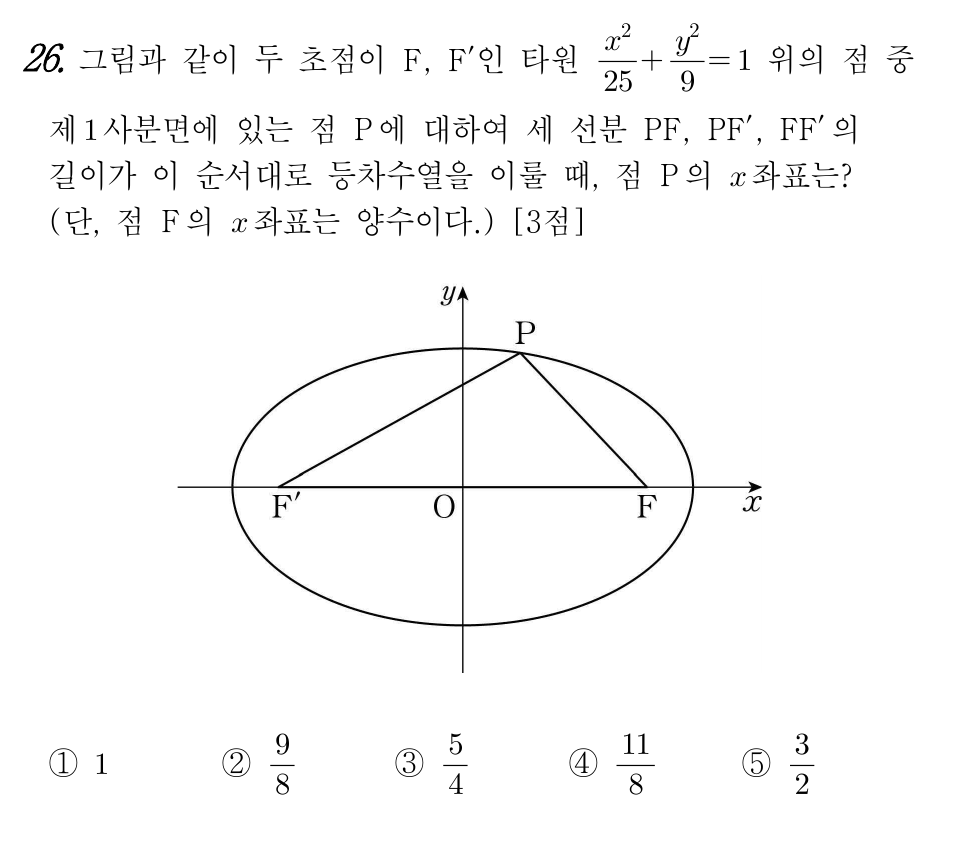 26. 그림과 같이 두 초점이 F, F′인 타원 x²/25 + y²/9 = 1 위의 점 중
제1사분면에 있는 점 P에 대하여 세 선분 PF, PF′, FF′의
길이가 이 순서대로 등차수열을 이룰 때, 점 P의 x좌표는?
(단, 점 F의 x좌표는 양수이다.) [3점]
y
P
F′ O F x
① 1 ② 9/8 ③ 5/4 ④ 11/8 ⑤ 3/2